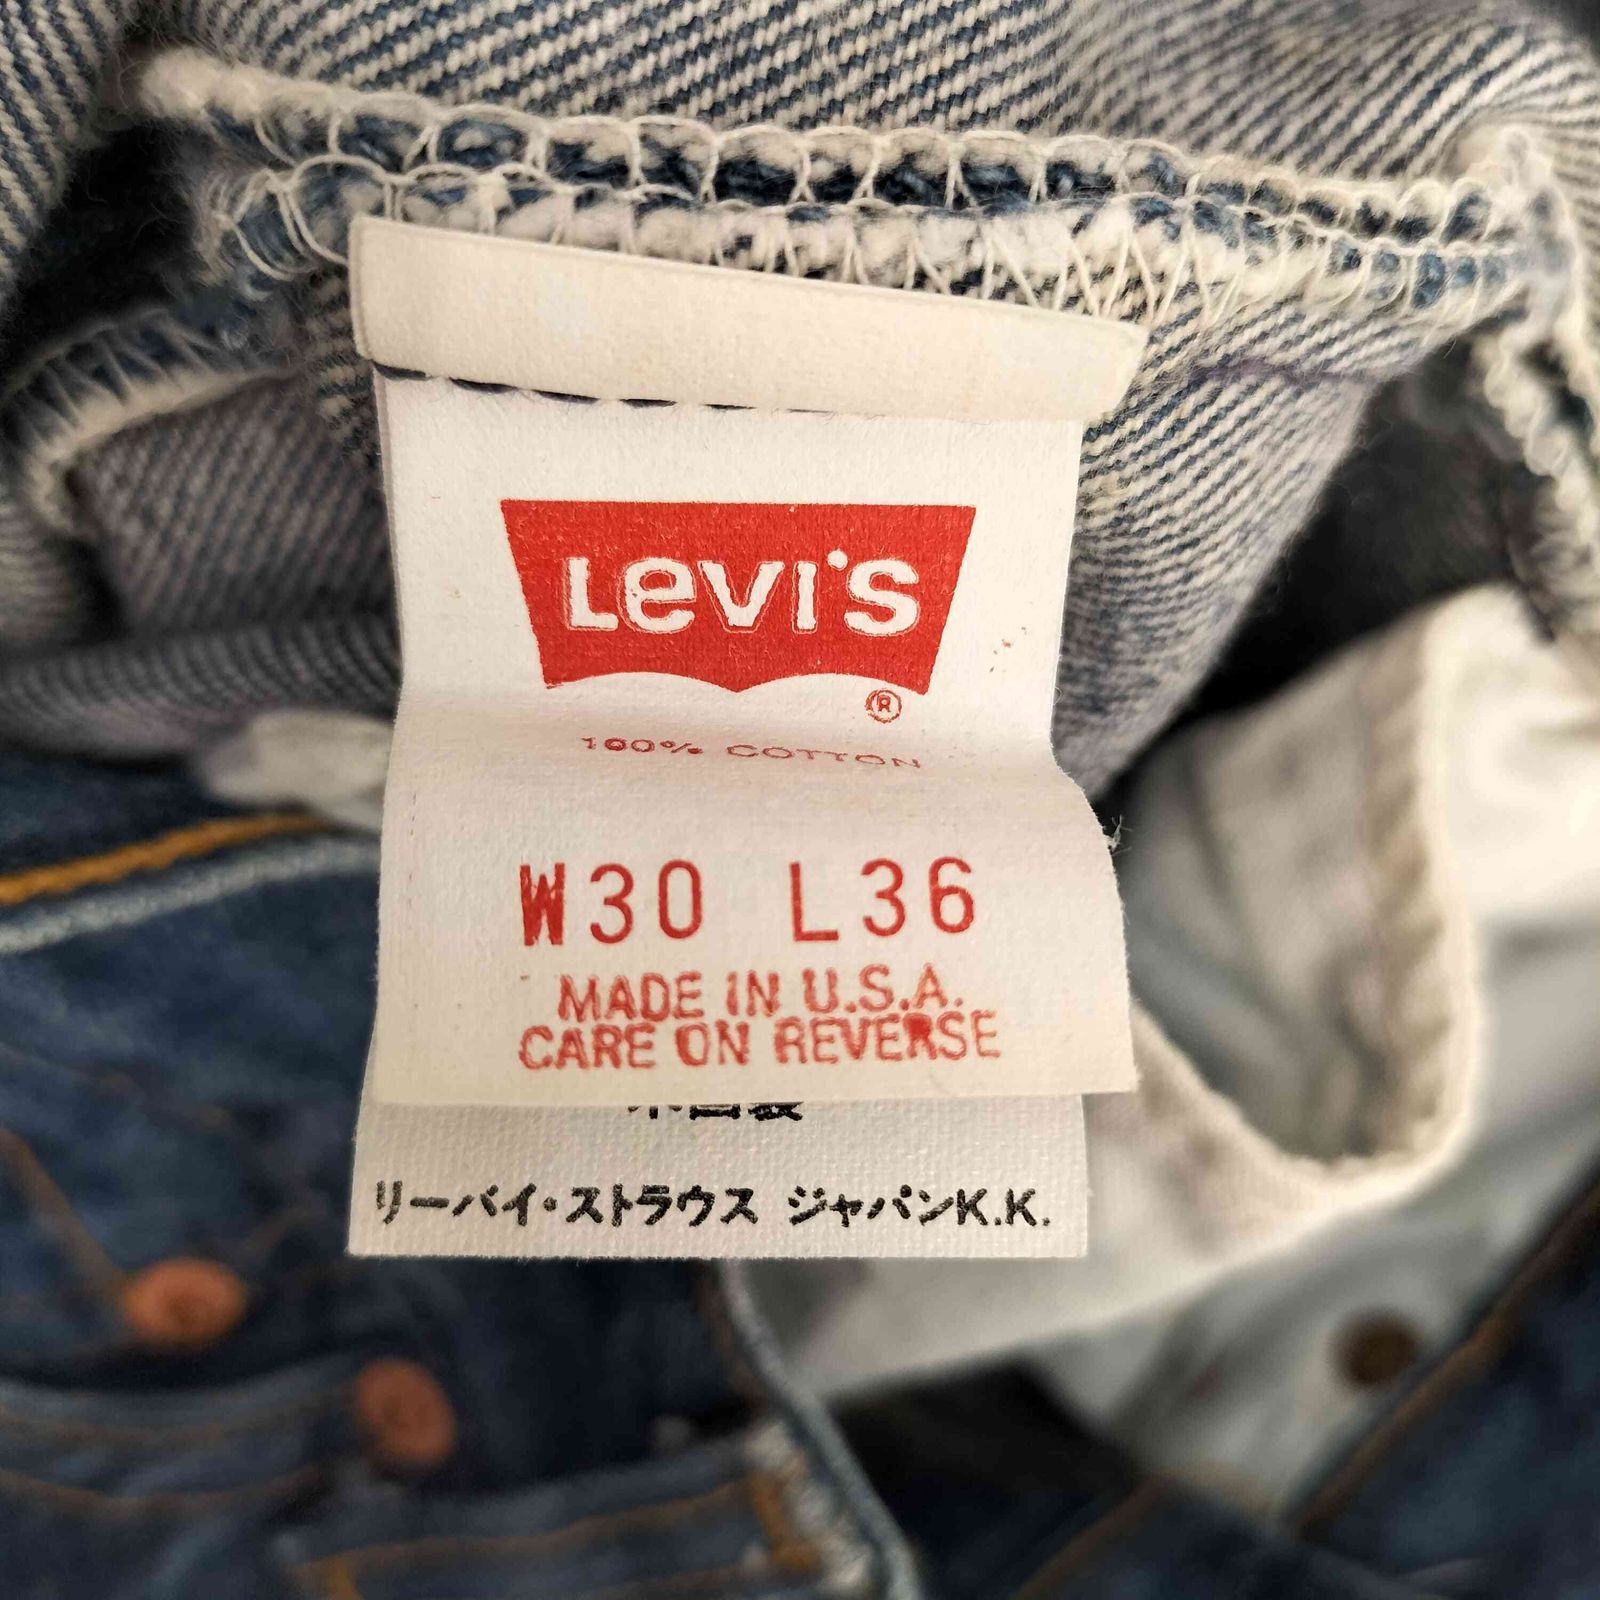 LEVI'S
®
100% COTTON
W30 L36
MADE IN U.S.A.
CARE ON REVERSE
リーバイ・ストラウス ジャパンK.K.